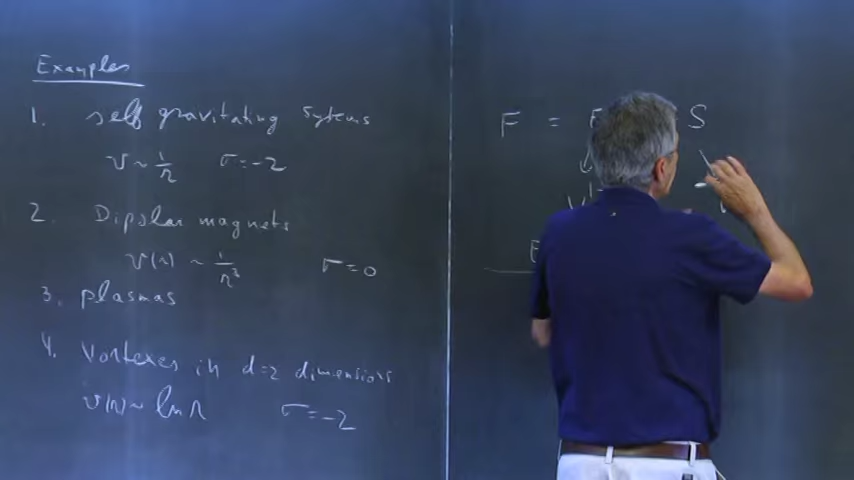 Examples
1. self gravitating Sytems
v ~ 1/r   σ = -2
2. Dipolar magnets
v(r) ~ 1/r³   σ = 0
3. plasmas
4. Vortexes in d=2 dimensions
v(r) ~ ln r   σ = -2
F = S